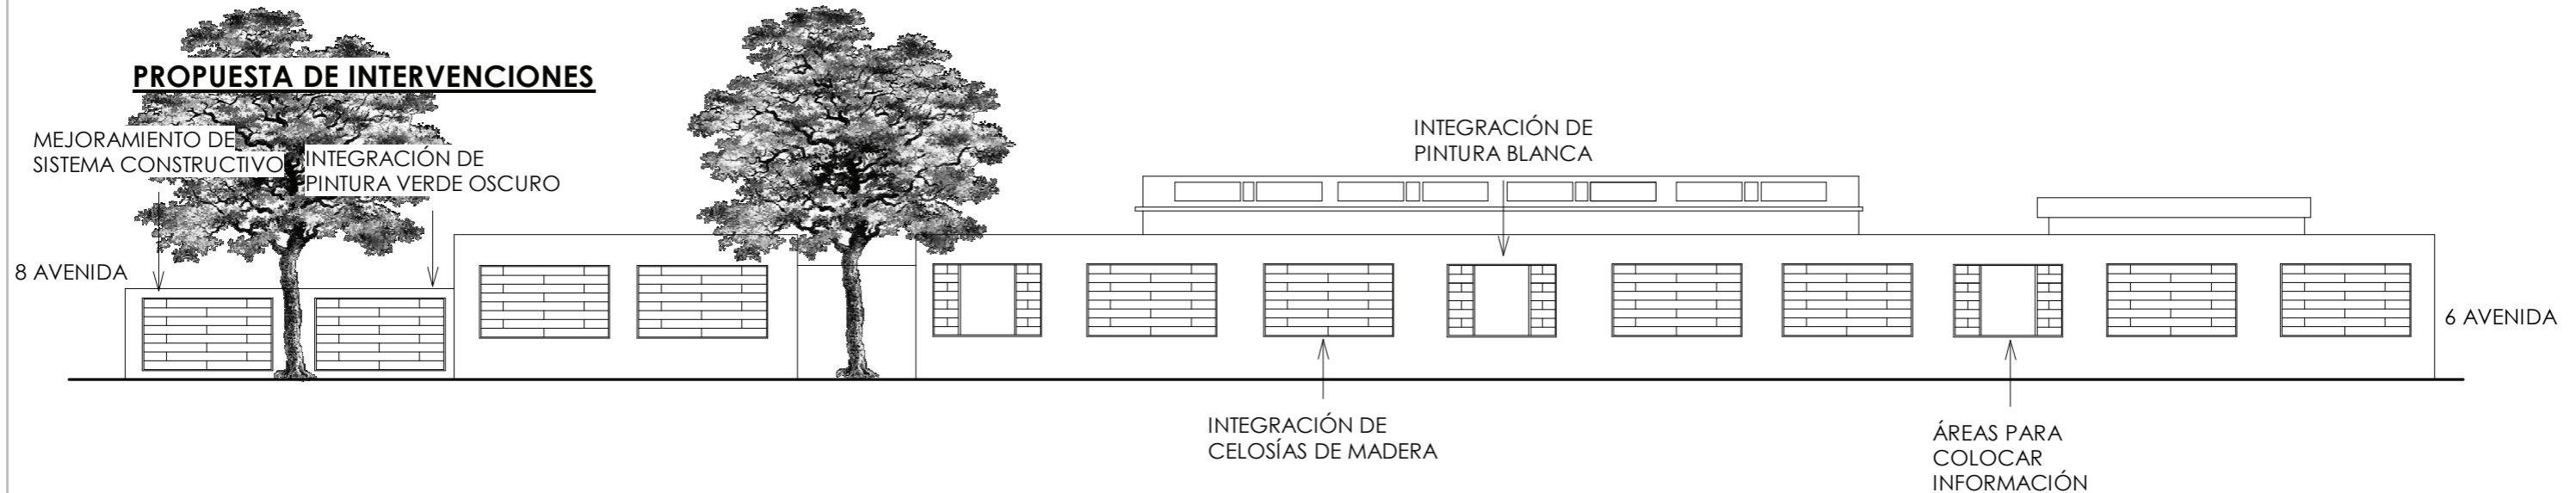 PROPUESTA DE INTERVENCIONES
MEJORAMIENTO DE
SISTEMA CONSTRUCTIVO
INTEGRACIÓN DE
PINTURA VERDE OSCURO
INTEGRACIÓN DE
PINTURA BLANCA
8 AVENIDA
6 AVENIDA
INTEGRACIÓN DE
CELOSÍAS DE MADERA
ÁREAS PARA
COLOCAR
INFORMACIÓN